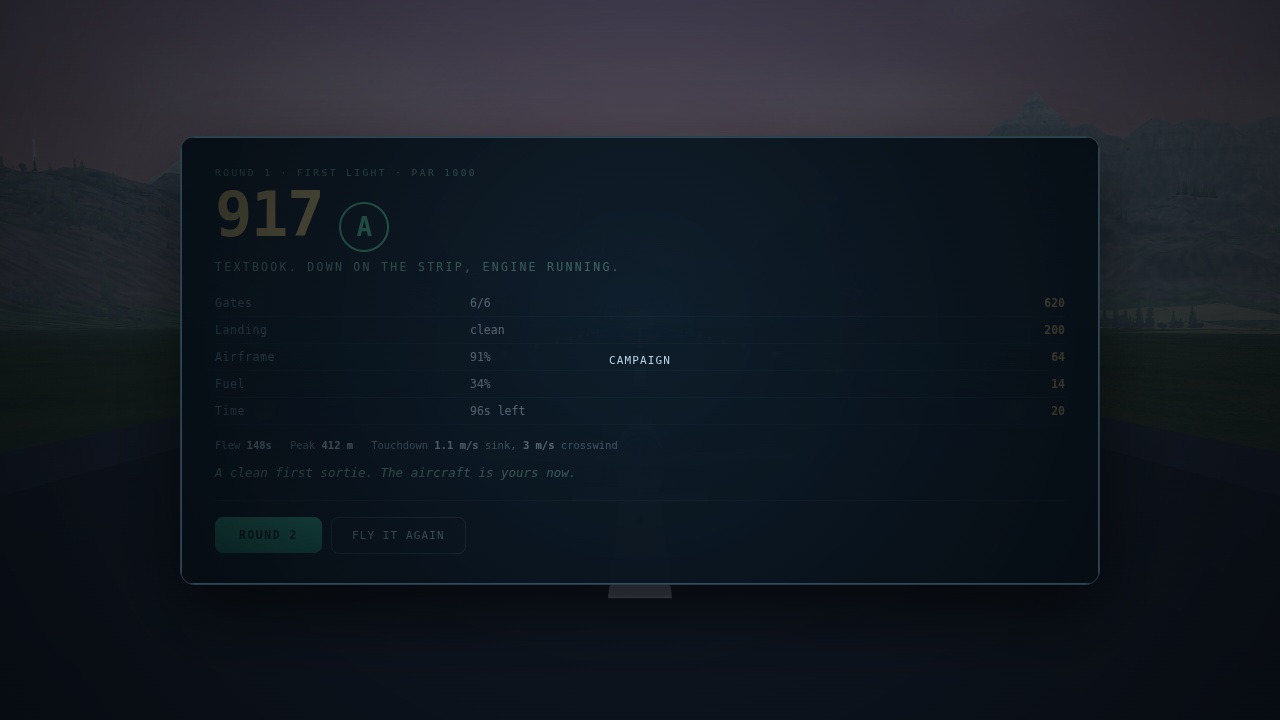 ROUND 1 · FIRST LIGHT · PAR 1000
917 A
TEXTBOOK. DOWN ON THE STRIP, ENGINE RUNNING.
Gates 6/6 620
Landing clean 200
Airframe 91% 64
CAMPAIGN
Fuel 34% 14
Time 96s left 20
Flew 148s Peak 412 m Touchdown 1.1 m/s sink, 3 m/s crosswind
A clean first sortie. The aircraft is yours now.
ROUND 2 FLY IT AGAIN